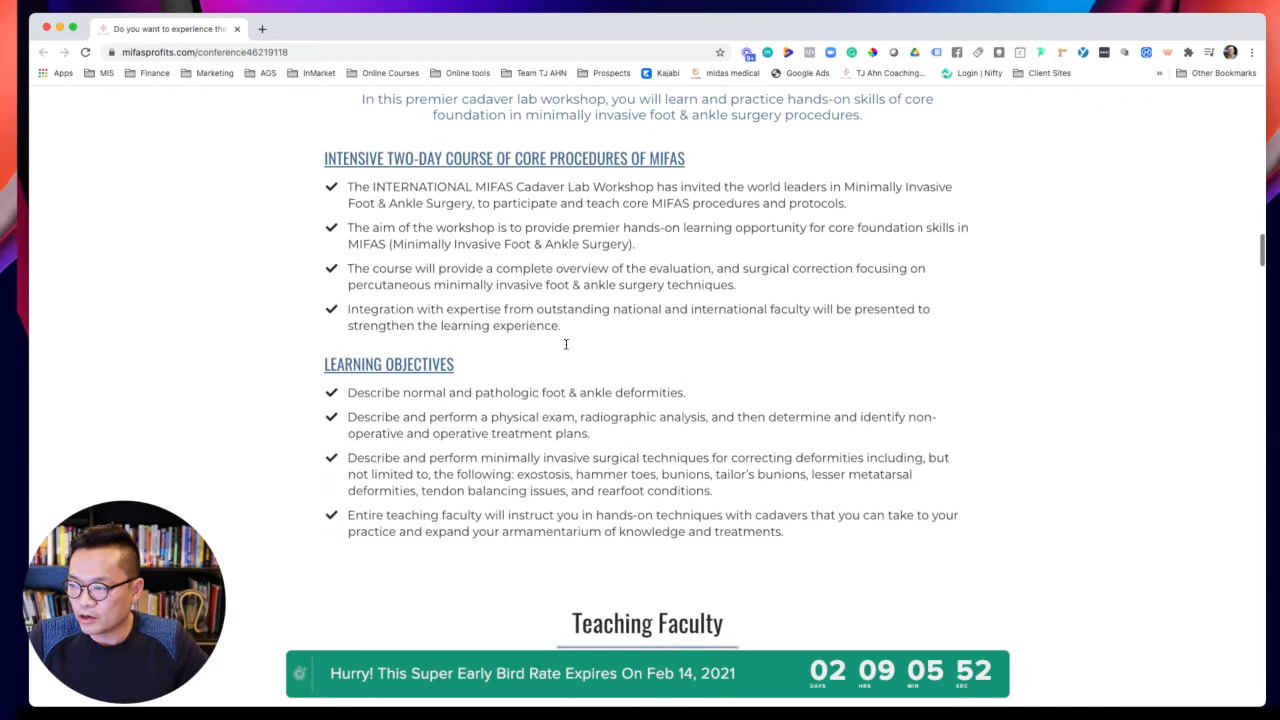 Do you want to experience the
mifasprofits.com/conference46219118
Apps
MIS
Finance
Marketing
AGS
InMarket
Online Courses
Online tools
Team TJ AHN
Prospects
Kajabi
midas medical
Google Ads
TJ Ahn Coaching...
Login | Nifty
Client Sites
»
Other Bookmarks
In this premier cadaver lab workshop, you will learn and practice hands-on skills of core
foundation in minimally invasive foot & ankle surgery procedures.
INTENSIVE TWO-DAY COURSE OF CORE PROCEDURES OF MIFAS
The INTERNATIONAL MIFAS Cadaver Lab Workshop has invited the world leaders in Minimally Invasive
Foot & Ankle Surgery, to participate and teach core MIFAS procedures and protocols.
The aim of the workshop is to provide premier hands-on learning opportunity for core foundation skills in
MIFAS (Minimally Invasive Foot & Ankle Surgery).
The course will provide a complete overview of the evaluation, and surgical correction focusing on
percutaneous minimally invasive foot & ankle surgery techniques.
Integration with expertise from outstanding national and international faculty will be presented to
strengthen the learning experience.
LEARNING OBJECTIVES
Describe normal and pathologic foot & ankle deformities.
Describe and perform a physical exam, radiographic analysis, and then determine and identify non-
operative and operative treatment plans.
Describe and perform minimally invasive surgical techniques for correcting deformities including, but
not limited to, the following: exostosis, hammer toes, bunions, tailor's bunions, lesser metatarsal
deformities, tendon balancing issues, and rearfoot conditions.
Entire teaching faculty will instruct you in hands-on techniques with cadavers that you can take to your
practice and expand your armamentarium of knowledge and treatments.
Teaching Faculty
Hurry! This Super Early Bird Rate Expires On Feb 14, 2021
02 09 05 52
DAYS HRS MIN SEC